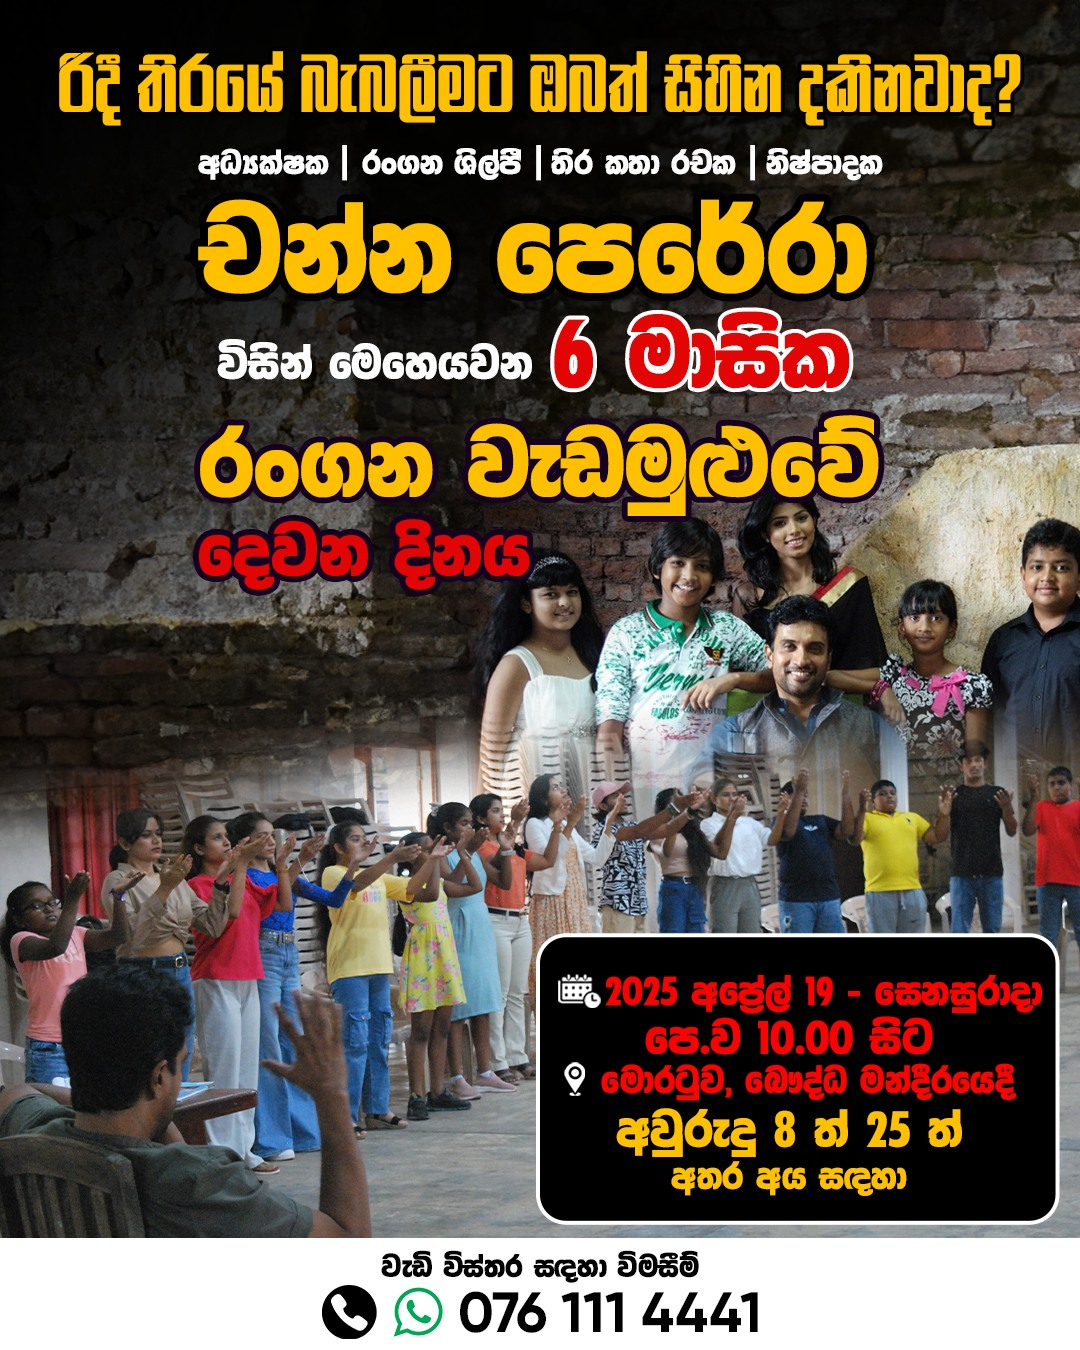 රිදී තිරයේ බැබලීමට ඔබත් සිහින දකිනවාද?
අධ්‍යක්ෂක | රංගන ශිල්පී | තිර කතා රචක | නිෂ්පාදක
චන්න පෙරේරා
විසින් මෙහෙයවන 6 මාසික
රංගන වැඩමුළුවේ
දෙවන දිනය
2025 අප්‍රේල් 19 - සෙනසුරාදා
පෙ.ව 10.00 සිට
මොරටුව, බෞද්ධ මන්දිරයෙදී
අවුරුදු 8 ත් 25 ත්
අතර අය සඳහා
වැඩි විස්තර සඳහා විමසීම්
076 111 4441